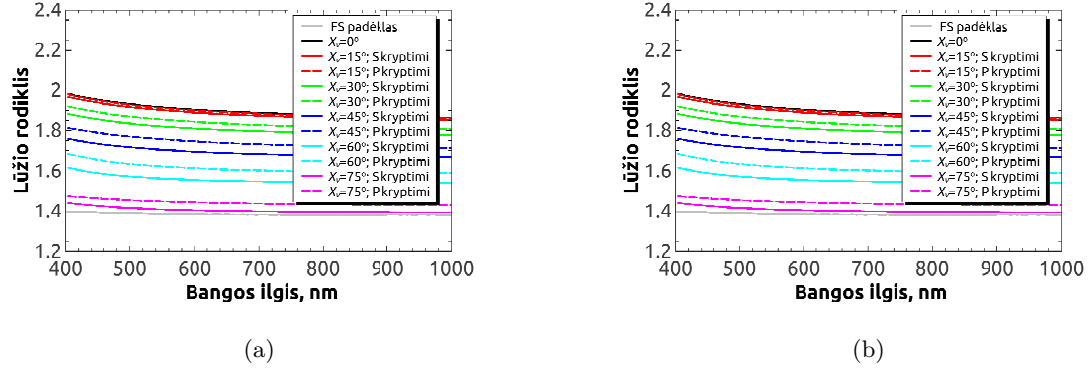 2.4
2.2
2
1.8
1.6
1.4
1.2
400 500 600 700 800 900 1000
Lūžio rodiklis
Bangos ilgis, nm
FS padėklas
Xᵥ=0°
Xᵥ=15°; S kryptimi
Xᵥ=15°; P kryptimi
Xᵥ=30°; S kryptimi
Xᵥ=30°; P kryptimi
Xᵥ=45°; S kryptimi
Xᵥ=45°; P kryptimi
Xᵥ=60°; S kryptimi
Xᵥ=60°; P kryptimi
Xᵥ=75°; S kryptimi
Xᵥ=75°; P kryptimi
(a)
2.4
2.2
2
1.8
1.6
1.4
1.2
400 500 600 700 800 900 1000
Lūžio rodiklis
Bangos ilgis, nm
FS padėklas
Xᵥ=0°
Xᵥ=15°; S kryptimi
Xᵥ=15°; P kryptimi
Xᵥ=30°; S kryptimi
Xᵥ=30°; P kryptimi
Xᵥ=45°; S kryptimi
Xᵥ=45°; P kryptimi
Xᵥ=60°; S kryptimi
Xᵥ=60°; P kryptimi
Xᵥ=75°; S kryptimi
Xᵥ=75°; P kryptimi
(b)